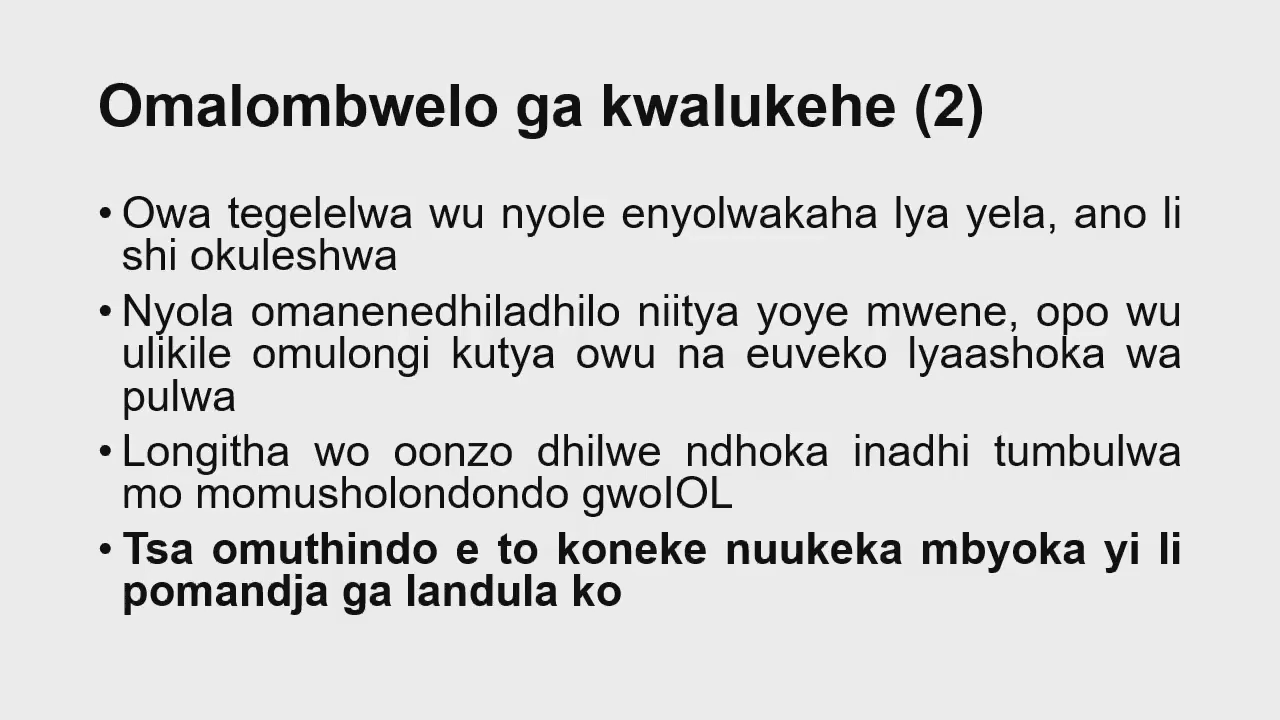 Omalombwelo ga kwalukehe (2)
• Owa tegelelwa wu nyole enyolwakaha lya yela, ano li
shi okuleshwa
• Nyola omanenedhiladhilo niitya yoye mwene, opo wu
ulikile omulongi kutya owu na euveko lyaashoka wa
pulwa
• Longitha wo oonzo dhilwe ndhoka inadhi tumbulwa
mo momusholondondo gwoIOL
• Tsa omuthindo e to koneke nuukeka mbyoka yi li
pomandja ga landula ko